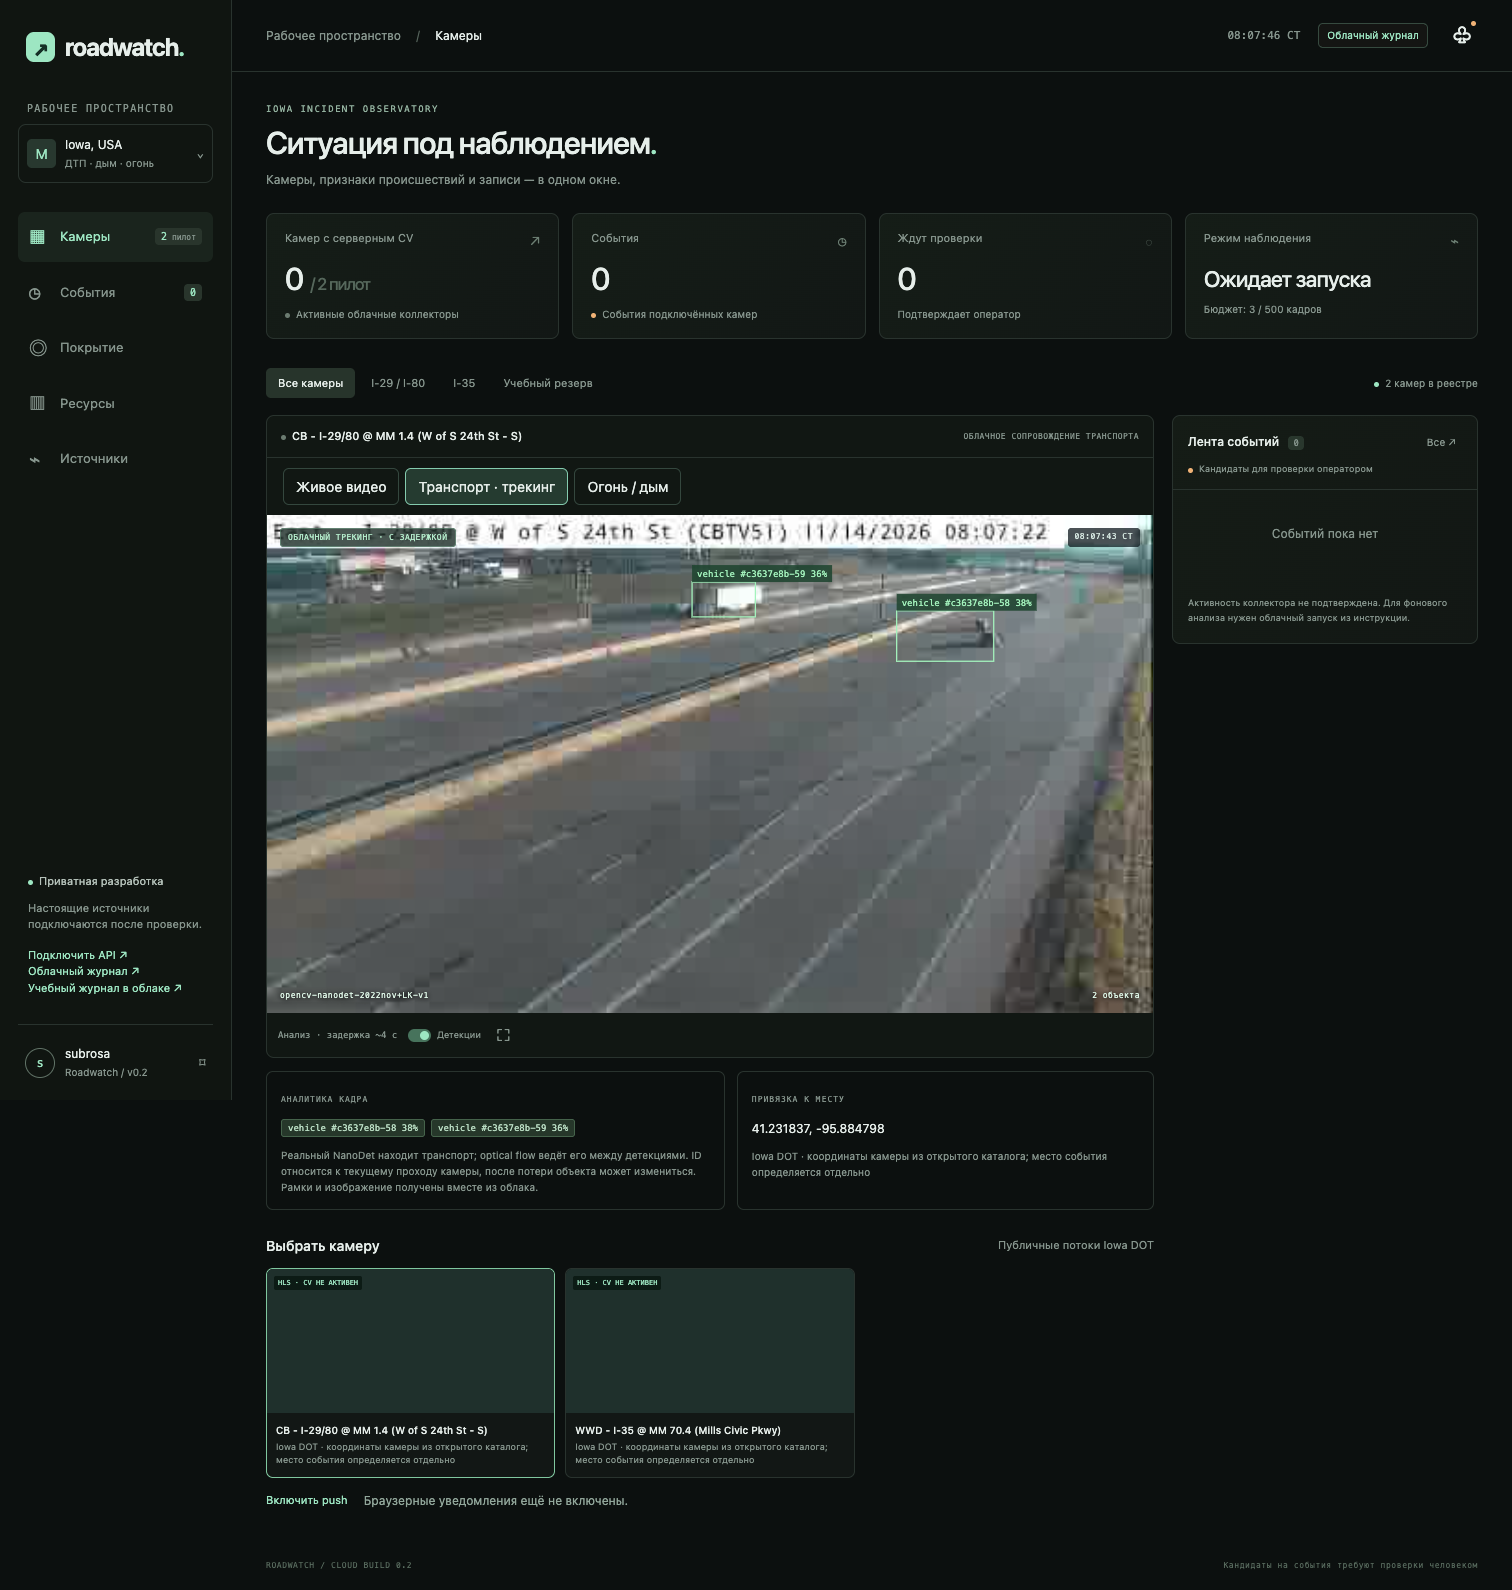 roadwatch.
РАБОЧЕЕ ПРОСТРАНСТВО
M
Iowa, USA
ДТП · дым · огонь
Камеры
2 пилот
События
0
Покрытие
Ресурсы
Источники
Приватная разработка
Настоящие источники
подключаются после проверки.
Подключить API ↗
Облачный журнал ↗
Учебный журнал в облаке ↗
s
subrosa
Roadwatch / v0.2
Рабочее пространство / Камеры
08:07:46 CT
Облачный журнал
IOWA INCIDENT OBSERVATORY
Ситуация под наблюдением.
Камеры, признаки происшествий и записи — в одном окне.
Камер с серверным CV
0 / 2 пилот
Активные облачные коллекторы
События
0
События подключённых камер
Ждут проверки
0
Подтверждает оператор
Режим наблюдения
Ожидает запуска
Бюджет: 3 / 500 кадров
Все камеры
I-29 / I-80
I-35
Учебный резерв
2 камер в реестре
CB - I-29/80 @ MM 1.4 (W of S 24th St - S)
ОБЛАЧНОЕ СОПРОВОЖДЕНИЕ ТРАНСПОРТА
Живое видео
Транспорт · трекинг
Огонь / дым
@ W of S 24th St (CBTV51) 11/14/2026 08:07:22
ОБЛАЧНЫЙ ТРЕКИНГ · С ЗАДЕРЖКОЙ
08:07:43 CT
vehicle #c3637e8b-59 36%
vehicle #c3637e8b-58 38%
opencv-nanodet-2022nov+LK-v1
2 объекта
Анализ · задержка ~4 с
Детекции
Лента событий 0
Все ↗
Кандидаты для проверки оператором
Событий пока нет
Активность коллектора не подтверждена. Для фонового
анализа нужен облачный запуск из инструкции.
АНАЛИТИКА КАДРА
vehicle #c3637e8b-58 38%
vehicle #c3637e8b-59 36%
Реальный NanoDet находит транспорт; optical flow ведёт его между детекциями. ID
относится к текущему проходу камеры, после потери объекта может измениться.
Рамки и изображение получены вместе из облака.
ПРИВЯЗКА К МЕСТУ
41.231837, -95.884798
Iowa DOT · координаты камеры из открытого каталога; место события
определяется отдельно
Выбрать камеру
Публичные потоки Iowa DOT
HLS · CV НЕ АКТИВЕН
CB - I-29/80 @ MM 1.4 (W of S 24th St - S)
Iowa DOT · координаты камеры из открытого каталога;
место события определяется отдельно
HLS · CV НЕ АКТИВЕН
WWD - I-35 @ MM 70.4 (Mills Civic Pkwy)
Iowa DOT · координаты камеры из открытого каталога;
место события определяется отдельно
Включить push
Браузерные уведомления ещё не включены.
ROADWATCH / CLOUD BUILD 0.2
Кандидаты на события требуют проверки человеком